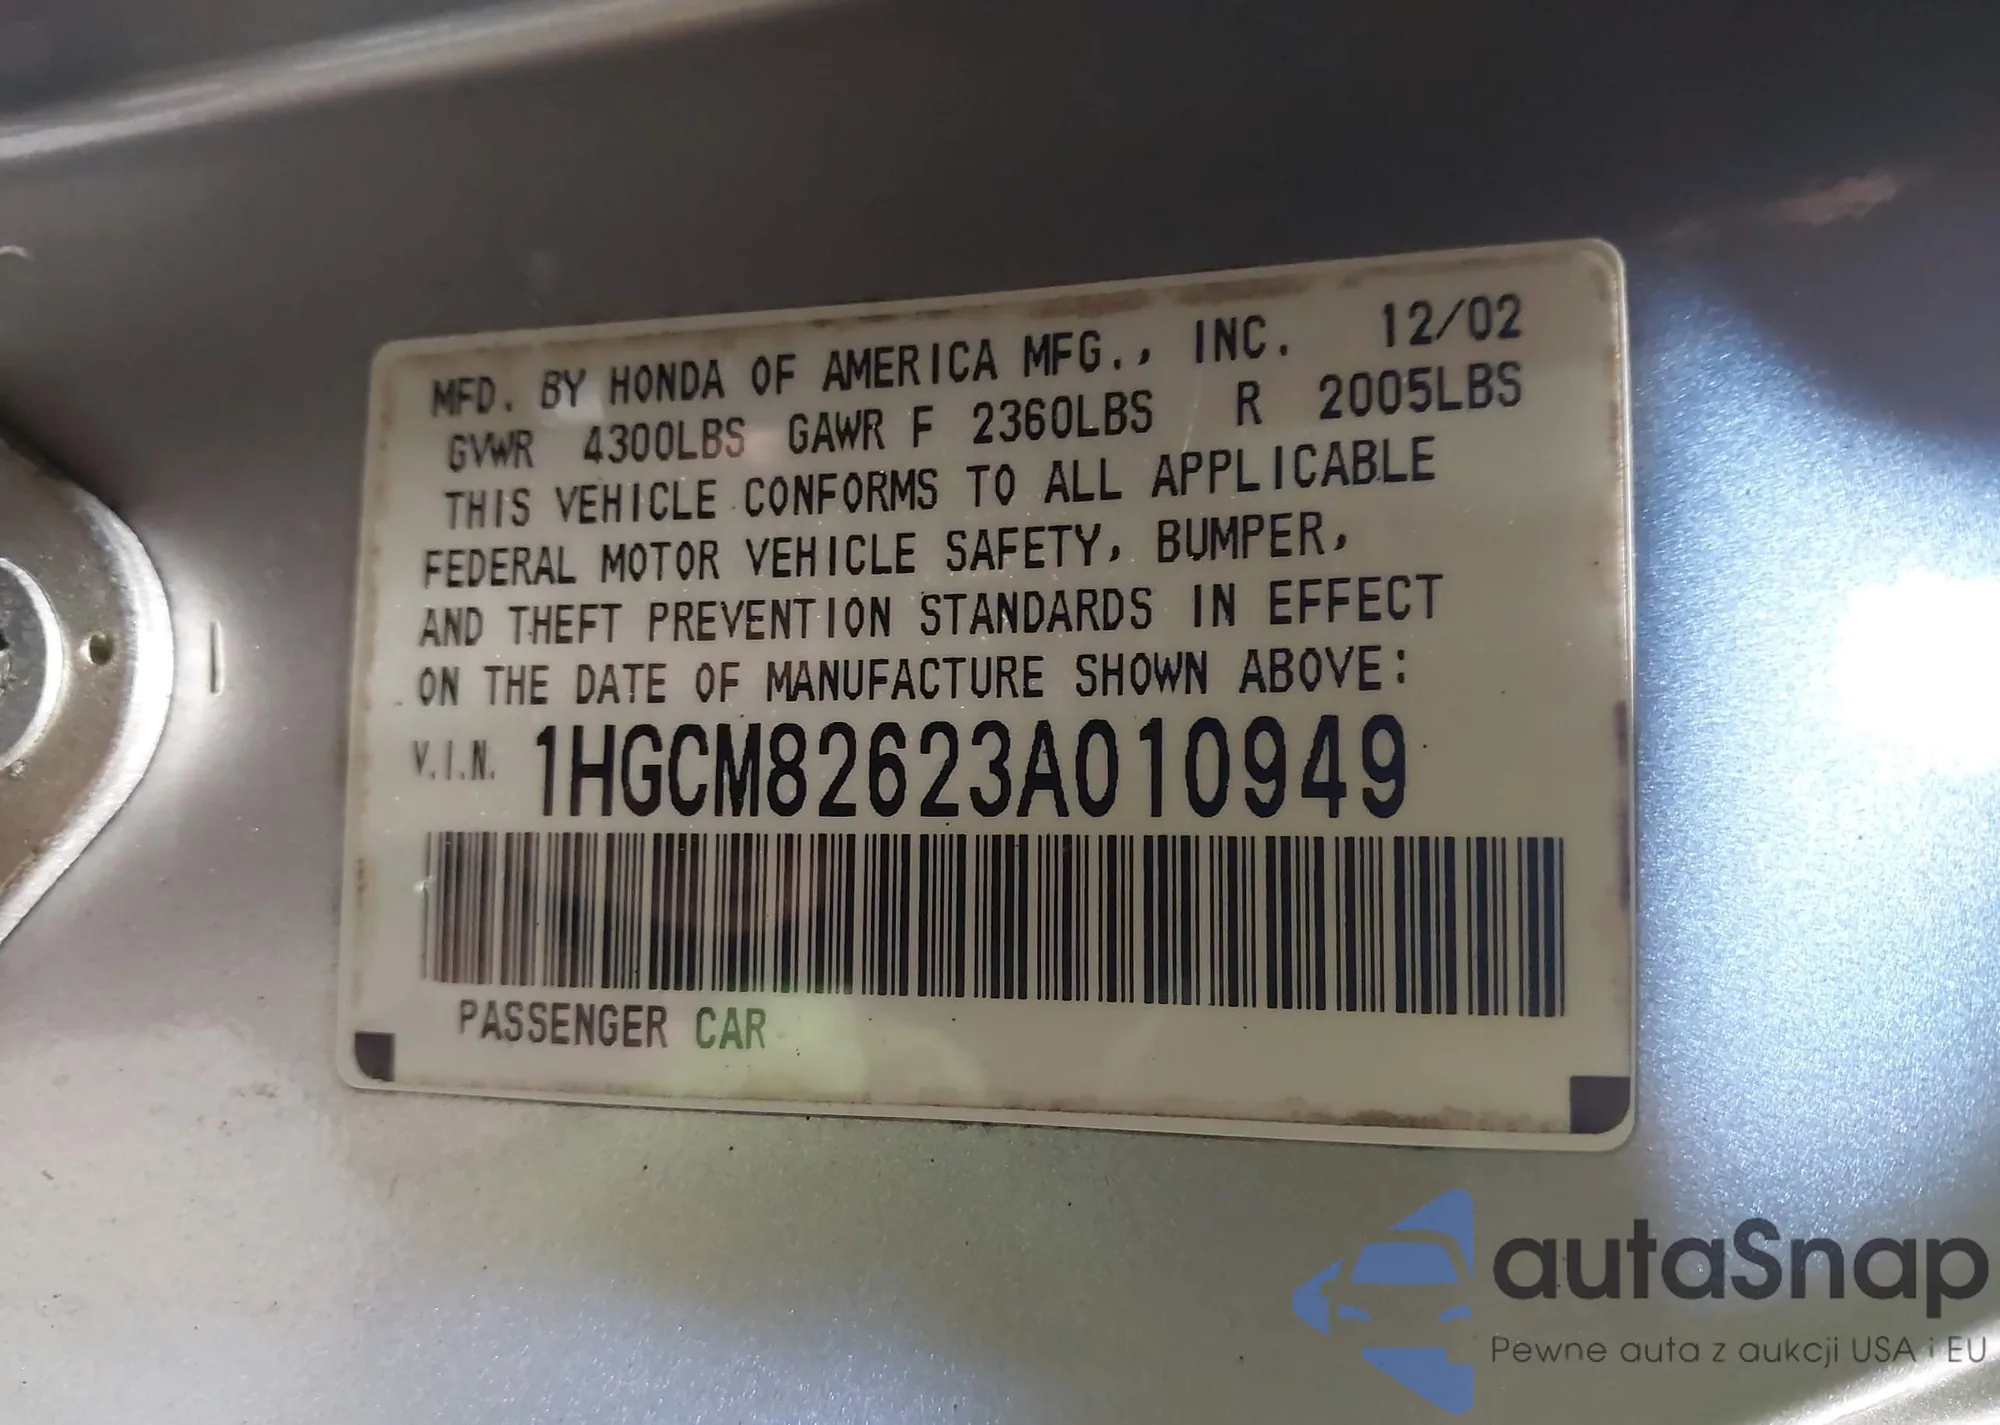 MFD. BY HONDA OF AMERICA MFG., INC. 12/02
GVWR 4300LBS GAWR F 2360LBS R 2005LBS
THIS VEHICLE CONFORMS TO ALL APPLICABLE
FEDERAL MOTOR VEHICLE SAFETY, BUMPER,
AND THEFT PREVENTION STANDARDS IN EFFECT
ON THE DATE OF MANUFACTURE SHOWN ABOVE:
V.I.N. 1HGCM82623A010949
PASSENGER CAR
autaSnap
Pewne auta z aukcji USA i EU